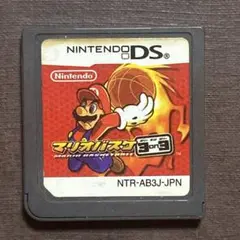 NINTENDO DS
Nintendo
マリオバスケ 3on3
MARIO BASKETBALL
NTR-AB3J-JPN